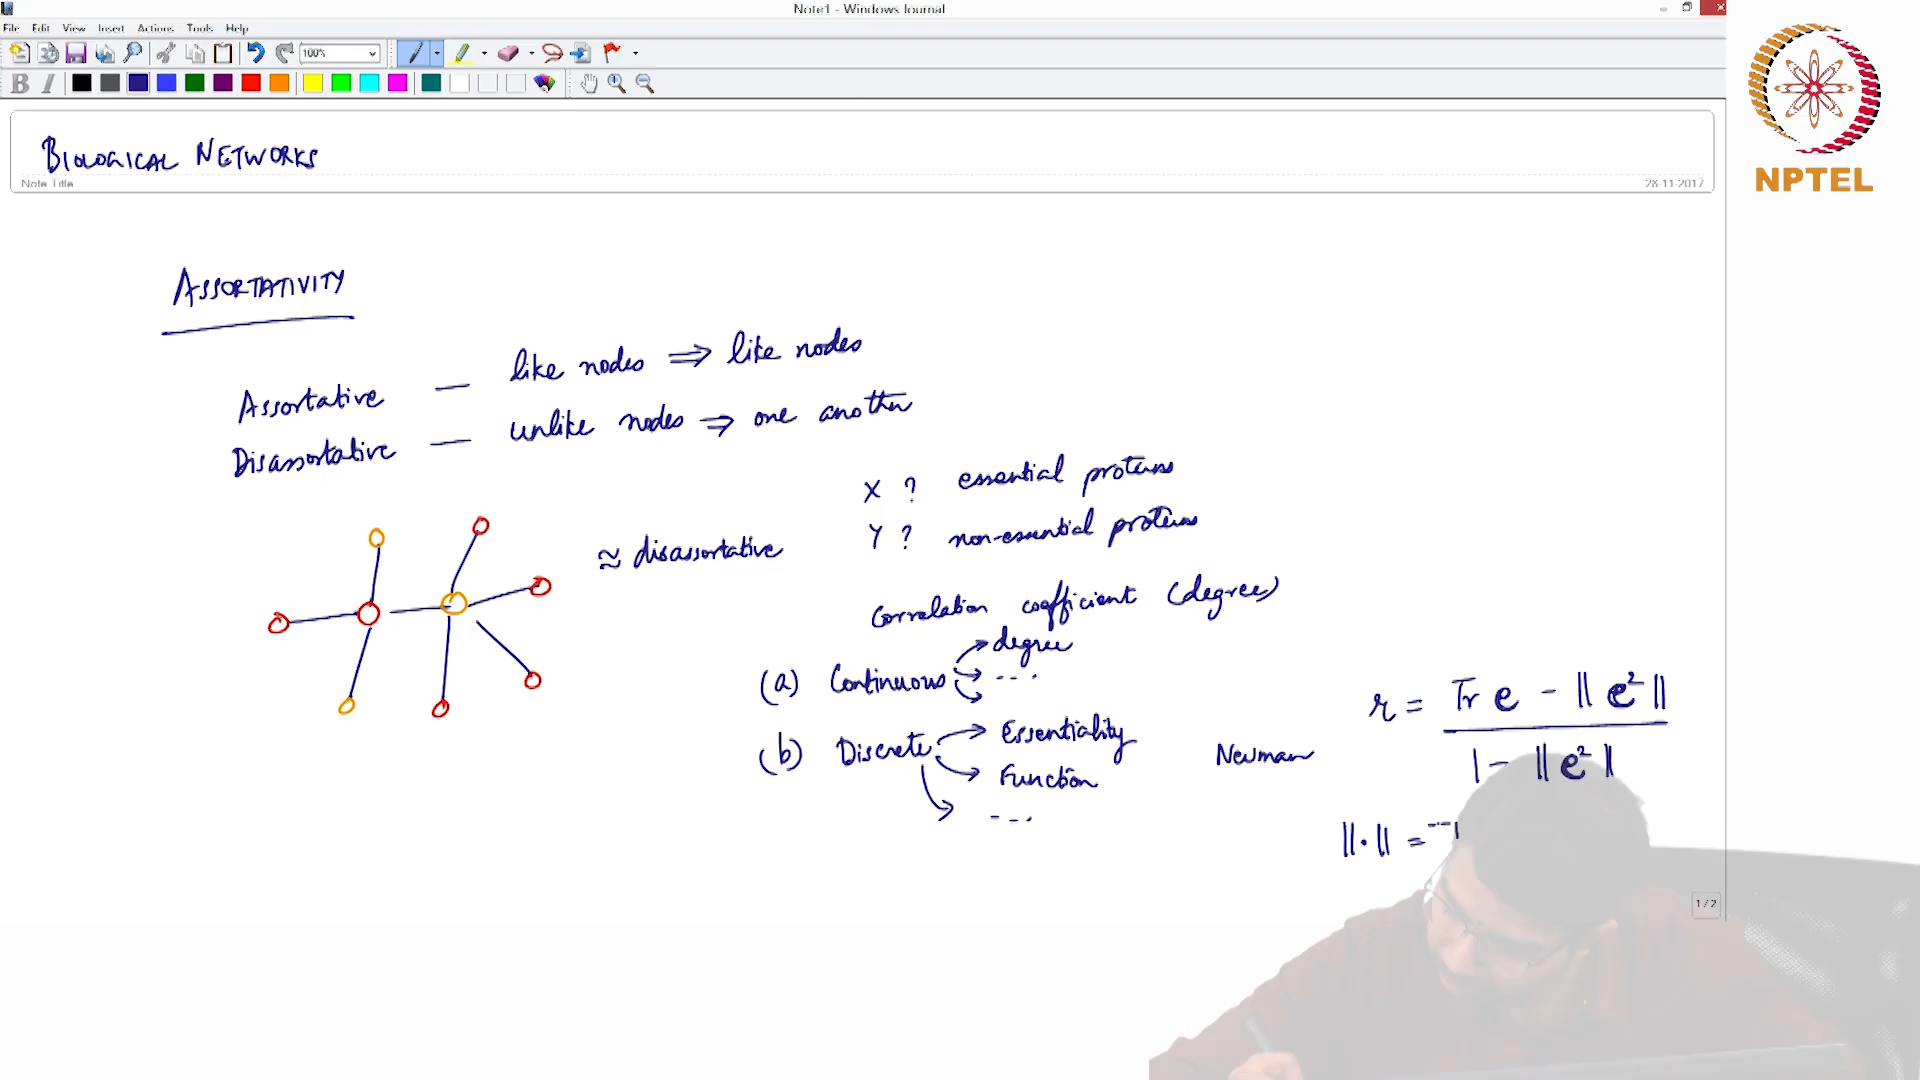 Note1 - Windows Journal
File Edit View Insert Actions Tools Help
100%
B I
NPTEL
BIOLOGICAL NETWORKS
Note Title
28-11-2017
ASSORTATIVITY
Assortative — like nodes ⇒ like nodes
Disassortative — unlike nodes ⇒ one another
X ? essential proteins
Y ? non-essential proteins
≈ disassortative
Correlation coefficient (degree)
(a) Continuous → degree
→ ...
(b) Discrete → Essentiality
→ Function
→ ...
Newman
r = Tr e - || e² ||
1 - || e² ||
|| • || =
1 / 2